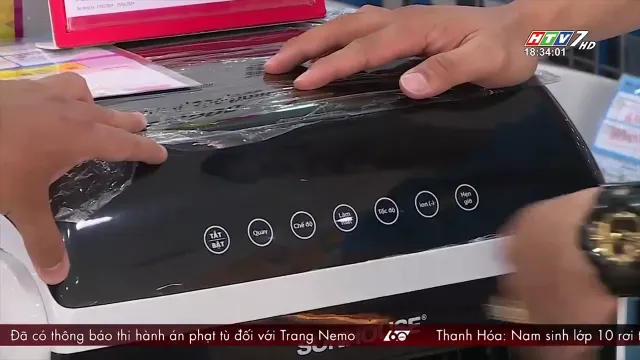 HTV7 HD
18:34:01
TẮT BẬT
Quay
Chế độ
Làm
Tốc độ
Ion (-)
Hẹn giờ
Đã có thông báo thi hành án phạt tù đối với Trang Nemo
60
Thanh Hóa: Nam sinh lớp 10 rơi t